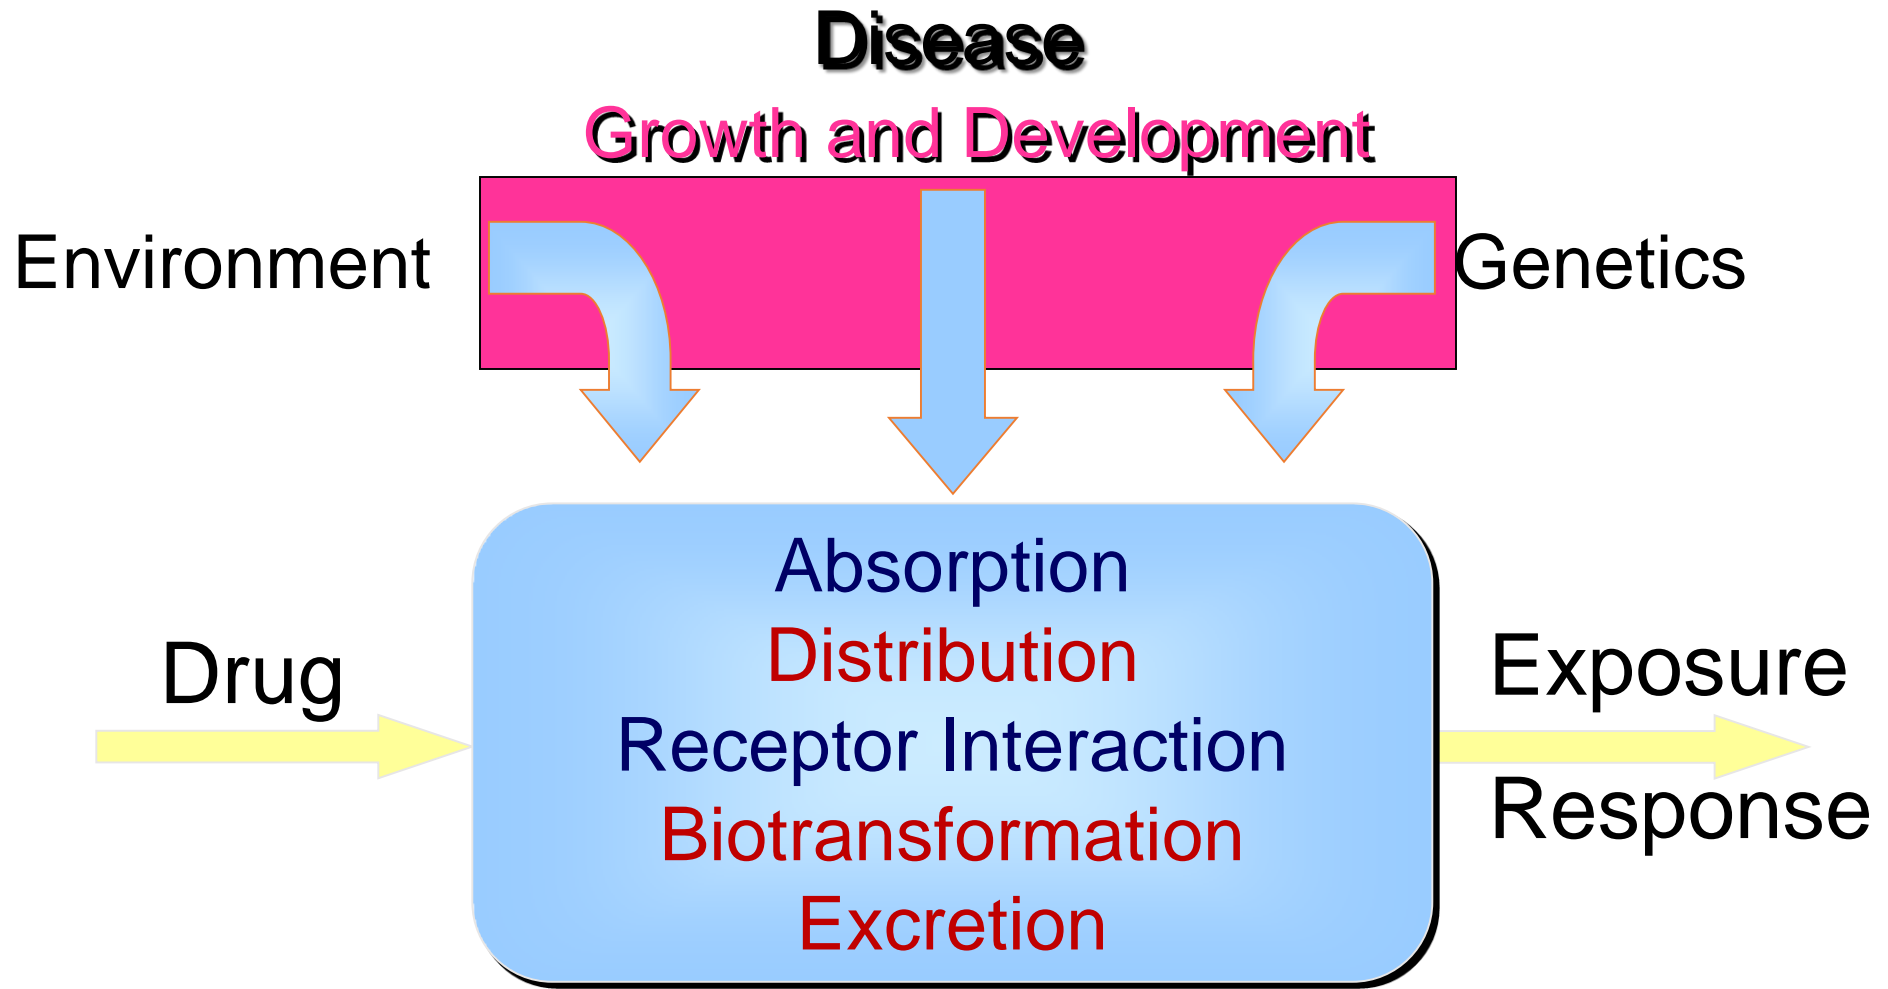 Disease
Growth and Development
Environment
Genetics
Absorption
Distribution
Receptor Interaction
Biotransformation
Excretion
Drug
Exposure
Response